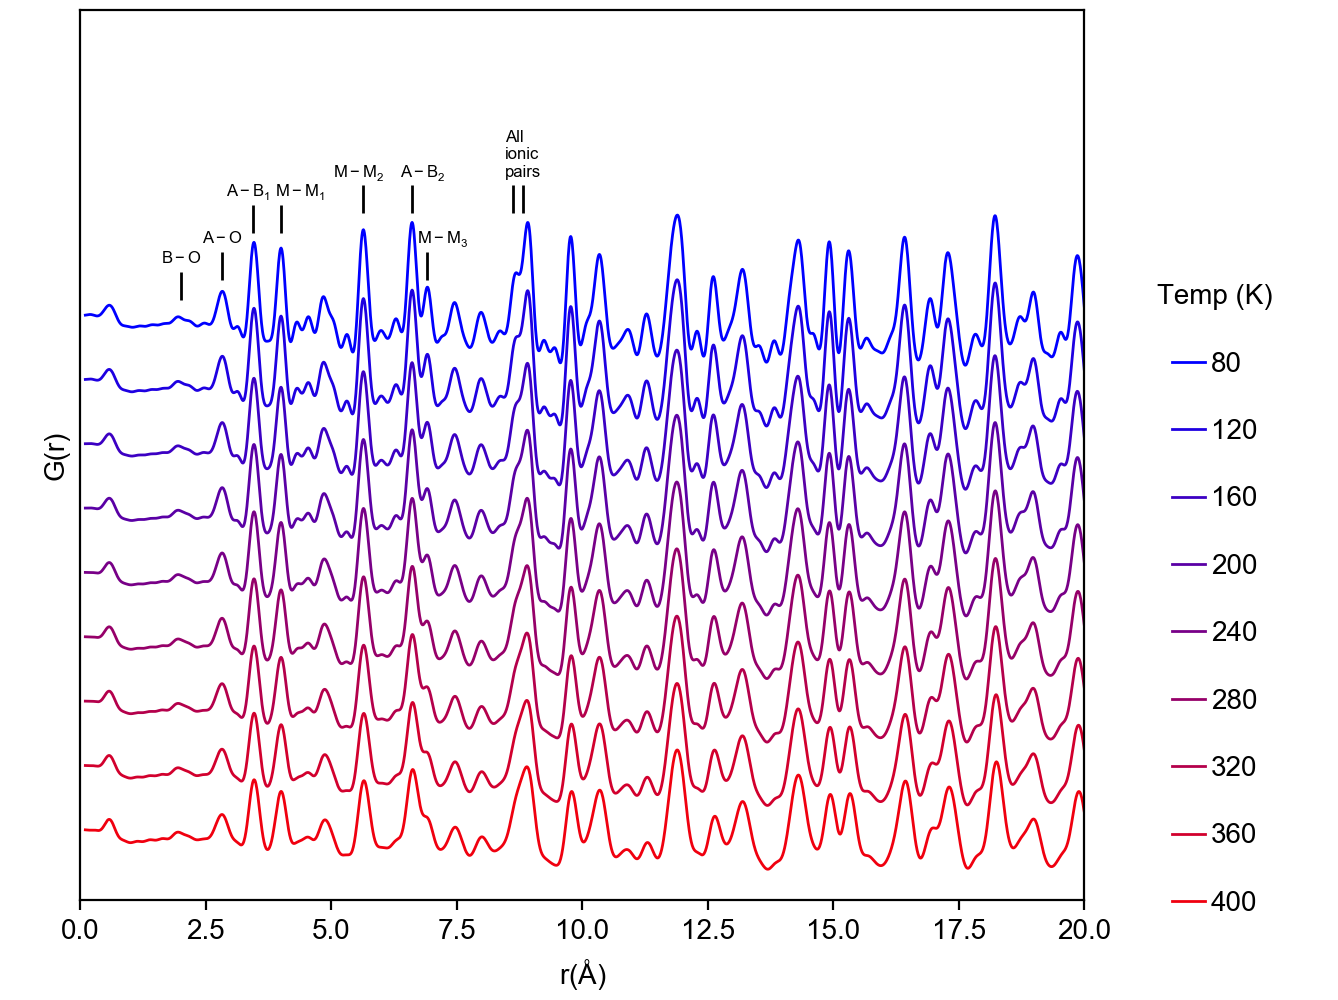 All
ionic
pairs
M−M₂
A−B₂
A−B₁
M−M₁
A−O
M−M₃
B−O
Temp (K)
80
120
160
200
240
280
320
360
400
G(r)
0.0 2.5 5.0 7.5 10.0 12.5 15.0 17.5 20.0
r(Å)